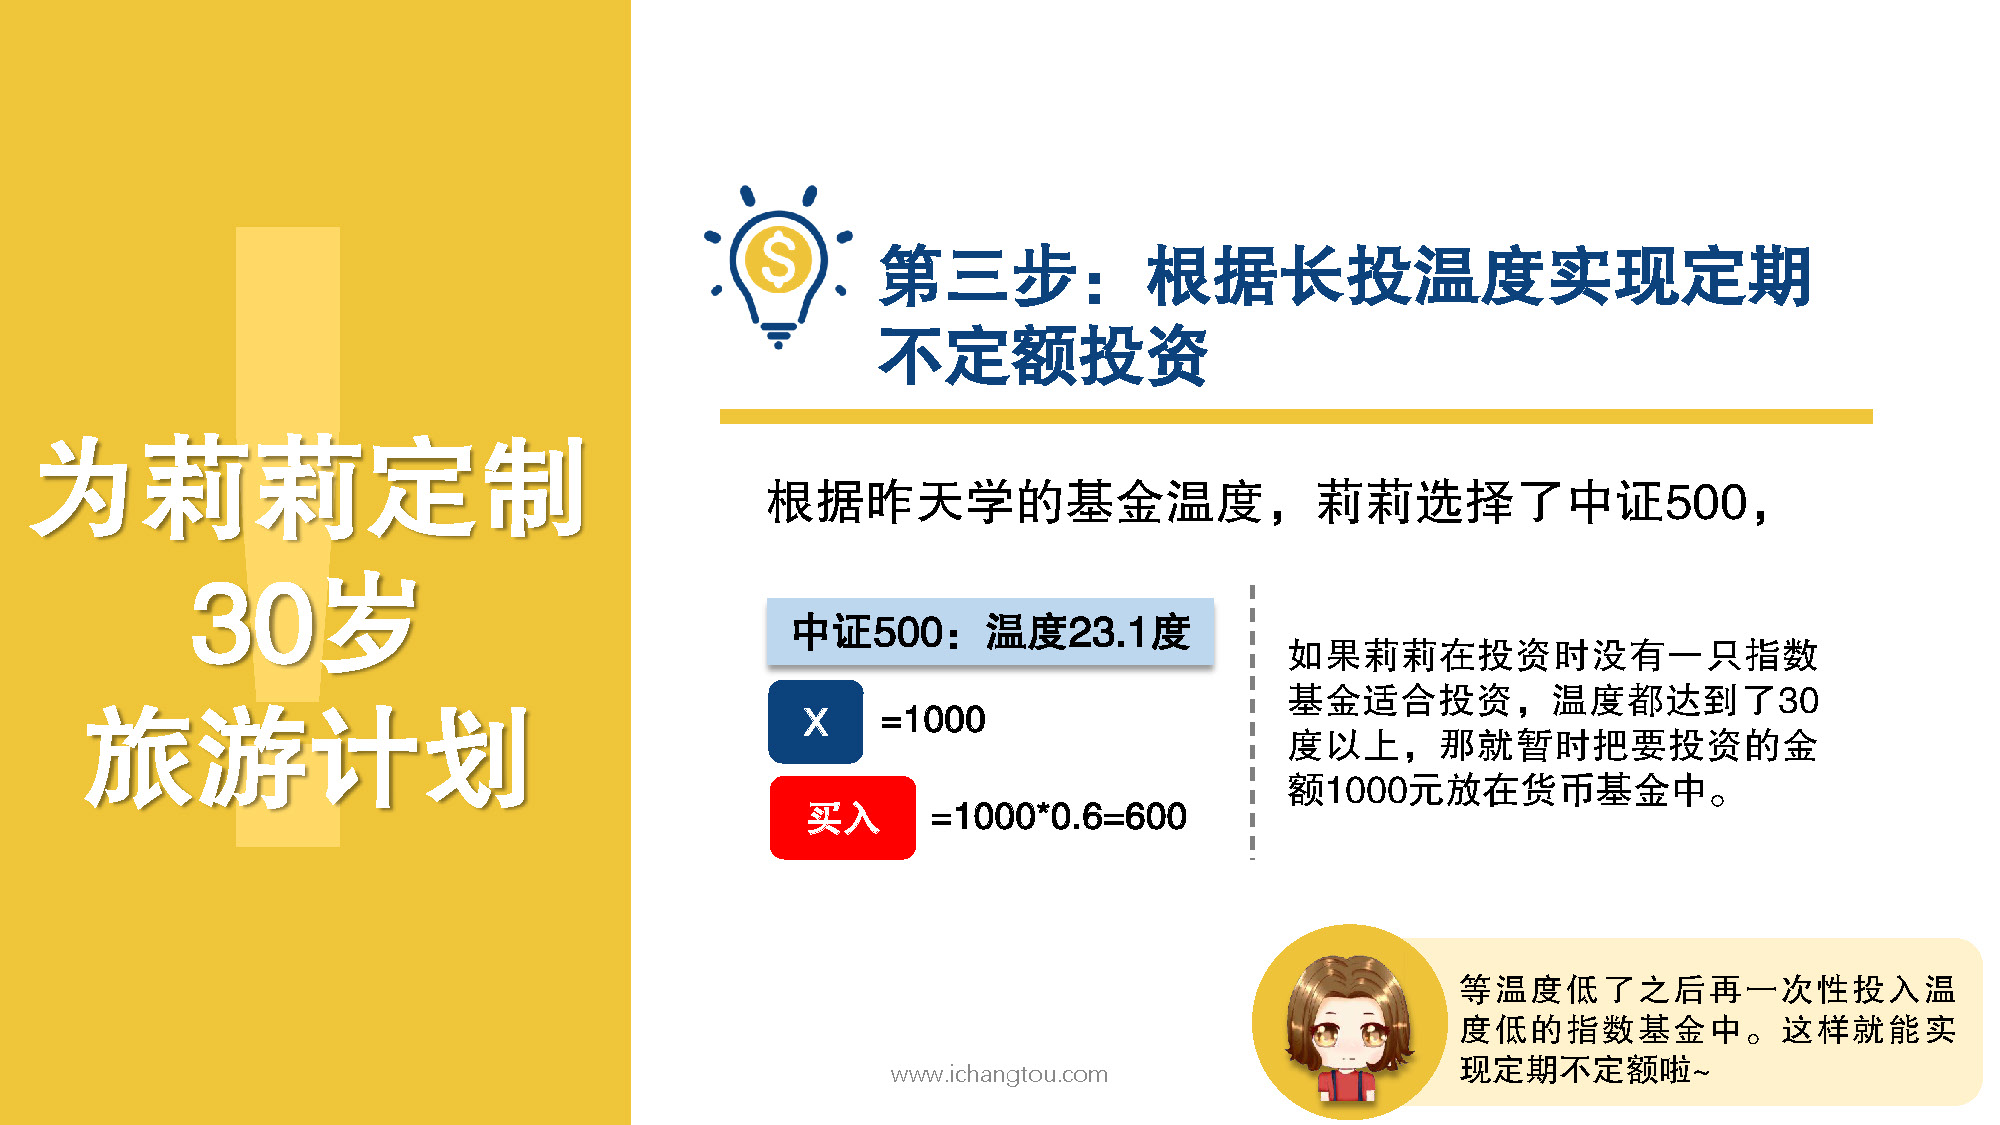 为莉莉定制
30岁
旅游计划
$
第三步：根据长投温度实现定期
不定额投资
根据昨天学的基金温度，莉莉选择了中证500，
中证500：温度23.1度
X =1000
买入 =1000*0.6=600
如果莉莉在投资时没有一只指数
基金适合投资，温度都达到了30
度以上，那就暂时把要投资的金
额1000元放在货币基金中。
等温度低了之后再一次性投入温
度低的指数基金中。这样就能实
现定期不定额啦~
www.ichangtou.com